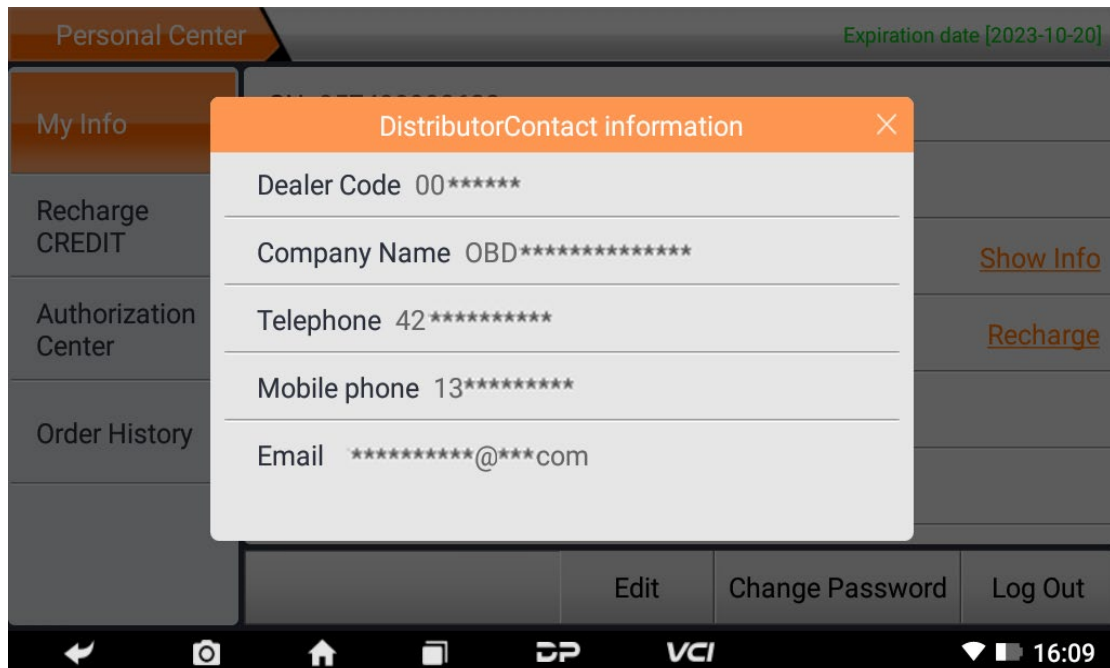 Personal Center
Expiration date [2023-10-20]
My Info
DistributorContact information
Dealer Code 00******
Recharge
CREDIT
Company Name OBD**************
Show Info
Authorization
Center
Telephone 42**********
Recharge
Mobile phone 13*********
Order History
Email **********@***com
Edit
Change Password
Log Out
DP
VCI
16:09